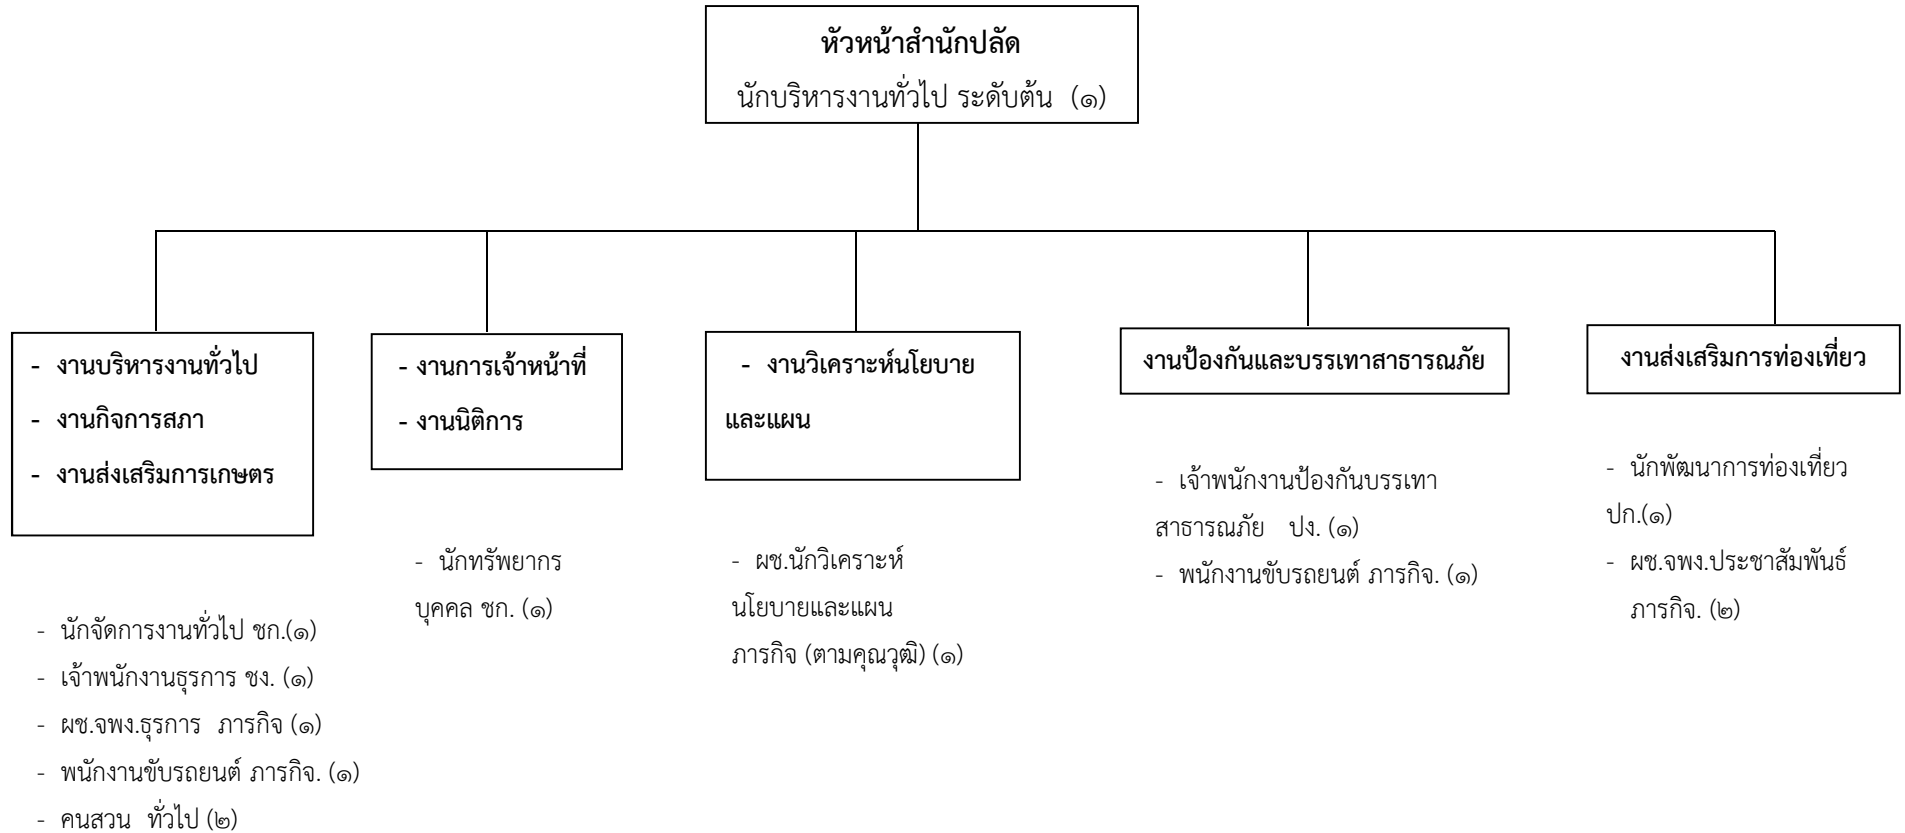 หัวหน้าสำนักปลัด
นักบริหารงานทั่วไป ระดับต้น (๑)
- งานบริหารงานทั่วไป
- งานกิจการสภา
- งานส่งเสริมการเกษตร
- นักจัดการงานทั่วไป ชก.(๑)
- เจ้าพนักงานธุรการ ชง. (๑)
- ผช.จพง.ธุรการ ภารกิจ (๑)
- พนักงานขับรถยนต์ ภารกิจ. (๑)
- คนสวน ทั่วไป (๒)
- งานการเจ้าหน้าที่
- งานนิติการ
- นักทรัพยากร
บุคคล ชก. (๑)
- งานวิเคราะห์นโยบาย
และแผน
- ผช.นักวิเคราะห์
นโยบายและแผน
ภารกิจ (ตามคุณวุฒิ) (๑)
งานป้องกันและบรรเทาสาธารณภัย
- เจ้าพนักงานป้องกันบรรเทา
สาธารณภัย ปง. (๑)
- พนักงานขับรถยนต์ ภารกิจ. (๑)
งานส่งเสริมการท่องเที่ยว
- นักพัฒนาการท่องเที่ยว
ปก.(๑)
- ผช.จพง.ประชาสัมพันธ์
ภารกิจ. (๒)